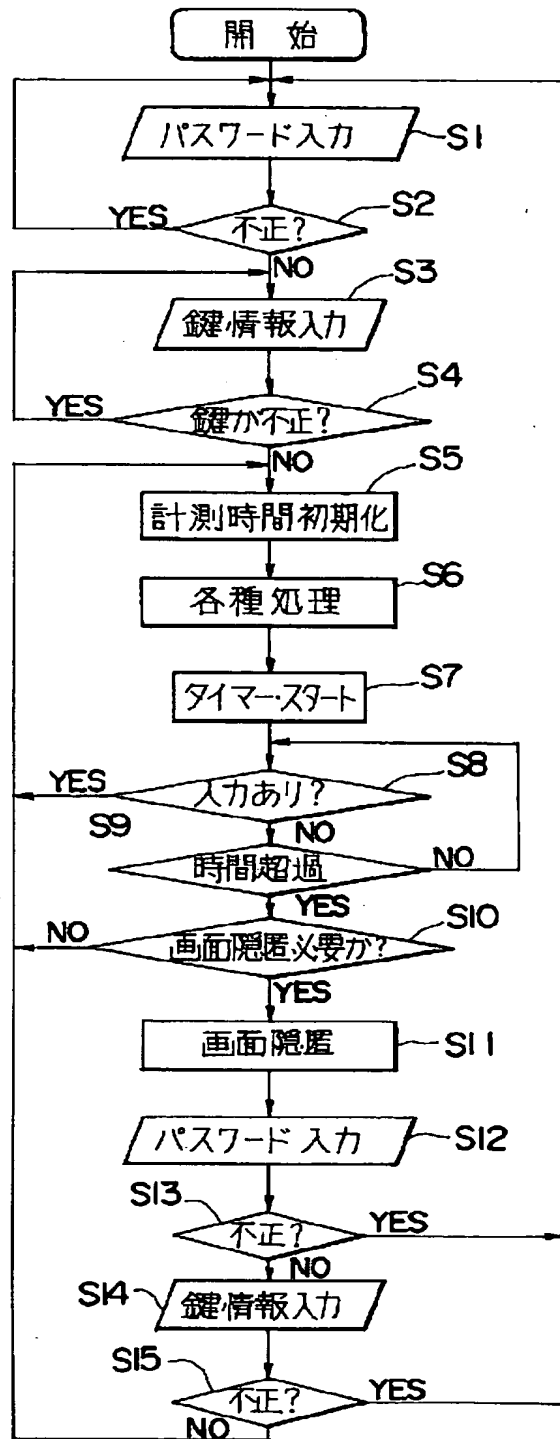 開 始
パスワード入力 S1
YES 不正? S2
NO
鍵情報入力 S3
YES 鍵が不正? S4
NO
計測時間初期化 S5
各種処理 S6
タイマー・スタート S7
YES 入力あり? S8
NO
S9 時間超過 NO
YES
NO 画面隠匿必要か? S10
YES
画面隠匿 S11
パスワード 入力 S12
S13 不正? YES
NO
S14 鍵情報入力
S15 不正? YES
NO